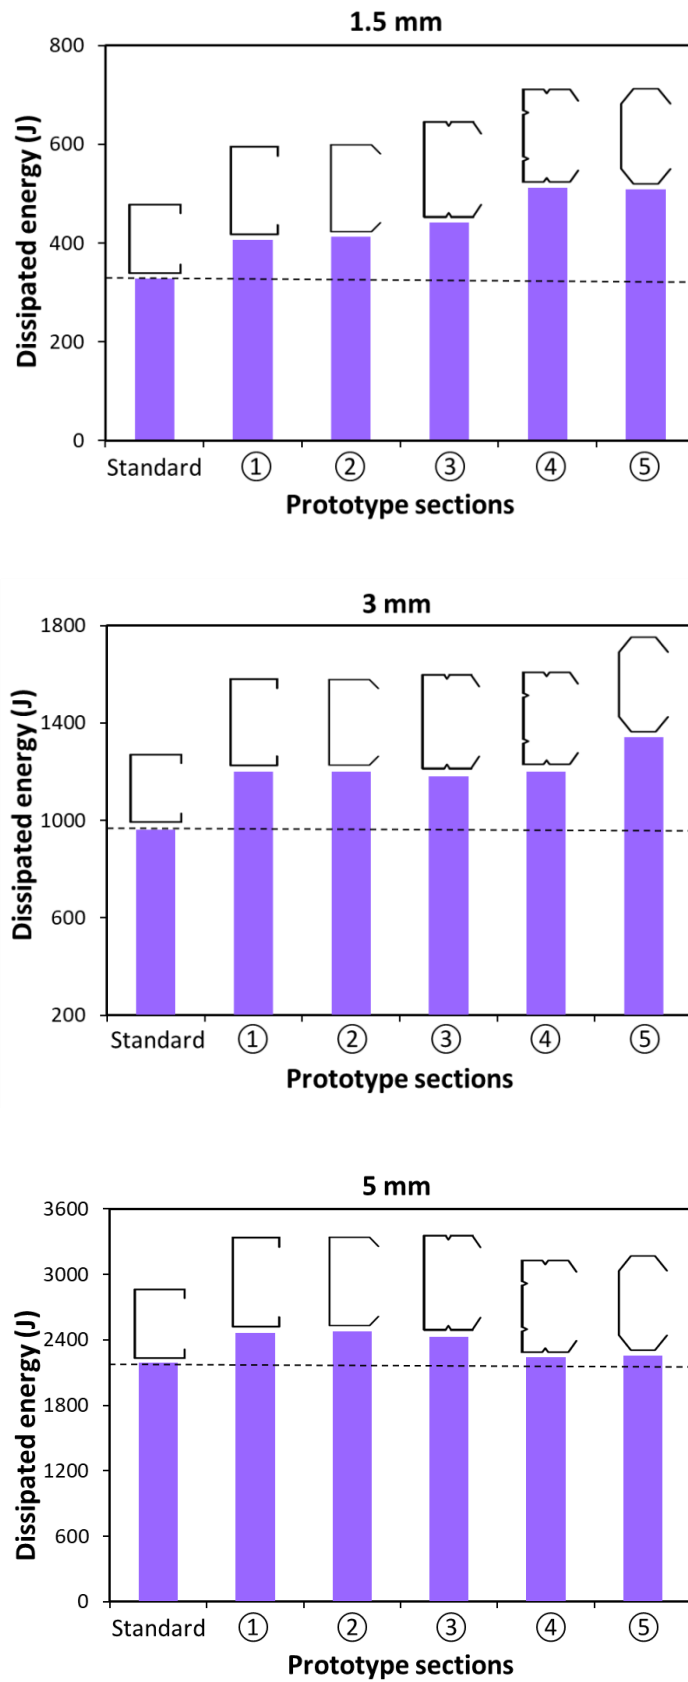 1.5 mm
Dissipated energy (J)
800
600
400
200
0
Standard ① ② ③ ④ ⑤
Prototype sections
3 mm
Dissipated energy (J)
1800
1400
1000
600
200
Standard ① ② ③ ④ ⑤
Prototype sections
5 mm
Dissipated energy (J)
3600
3000
2400
1800
1200
600
0
Standard ① ② ③ ④ ⑤
Prototype sections